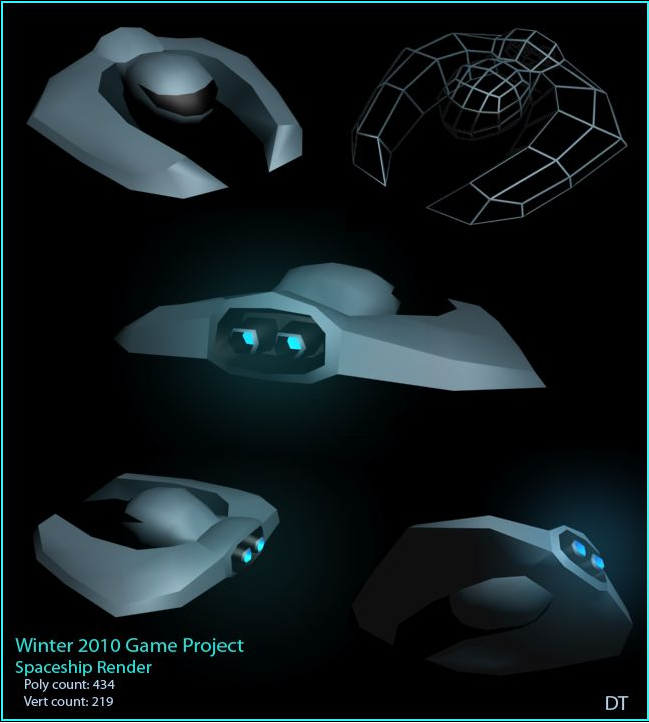 Winter 2010 Game Project
Spaceship Render
Poly count: 434
Vert count: 219
DT